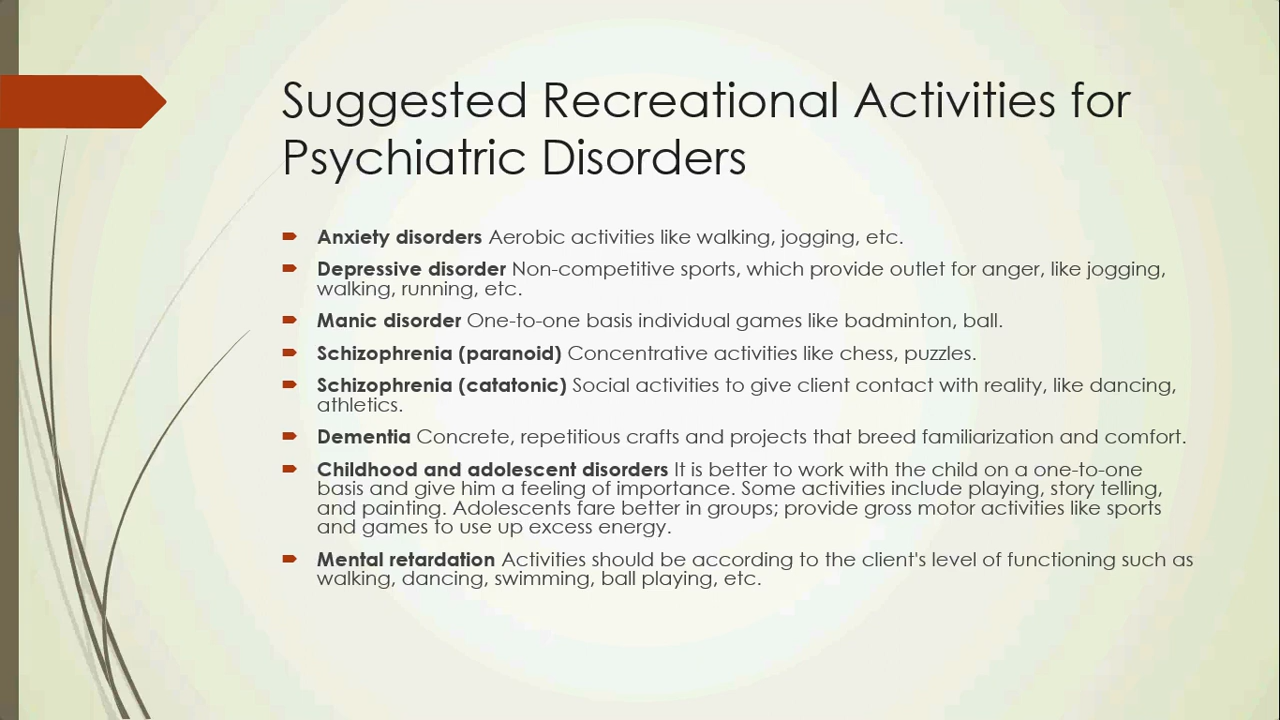 Suggested Recreational Activities for
Psychiatric Disorders
Anxiety disorders Aerobic activities like walking, jogging, etc.
Depressive disorder Non-competitive sports, which provide outlet for anger, like jogging,
walking, running, etc.
Manic disorder One-to-one basis individual games like badminton, ball.
Schizophrenia (paranoid) Concentrative activities like chess, puzzles.
Schizophrenia (catatonic) Social activities to give client contact with reality, like dancing,
athletics.
Dementia Concrete, repetitious crafts and projects that breed familiarization and comfort.
Childhood and adolescent disorders It is better to work with the child on a one-to-one
basis and give him a feeling of importance. Some activities include playing, story telling,
and painting. Adolescents fare better in groups; provide gross motor activities like sports
and games to use up excess energy.
Mental retardation Activities should be according to the client's level of functioning such as
walking, dancing, swimming, ball playing, etc.